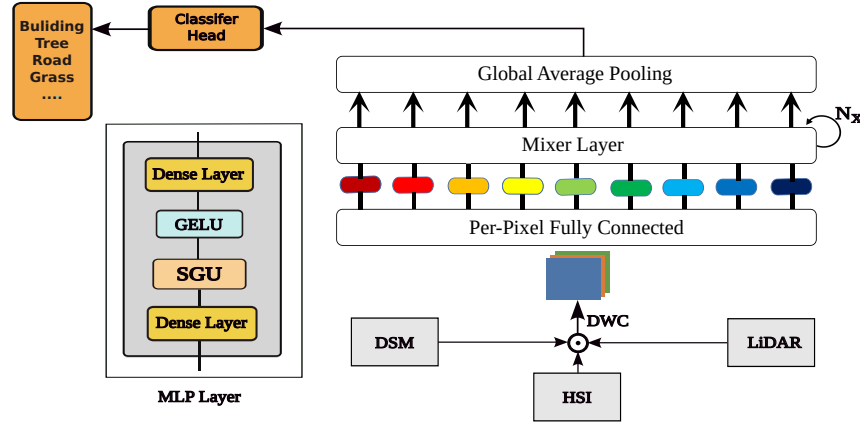 Buliding
Tree
Road
Grass
....
Classifer
Head
Global Average Pooling
Mixer Layer
Nx
Per-Pixel Fully Connected
Dense Layer
GELU
SGU
Dense Layer
MLP Layer
DWC
DSM
LiDAR
HSI